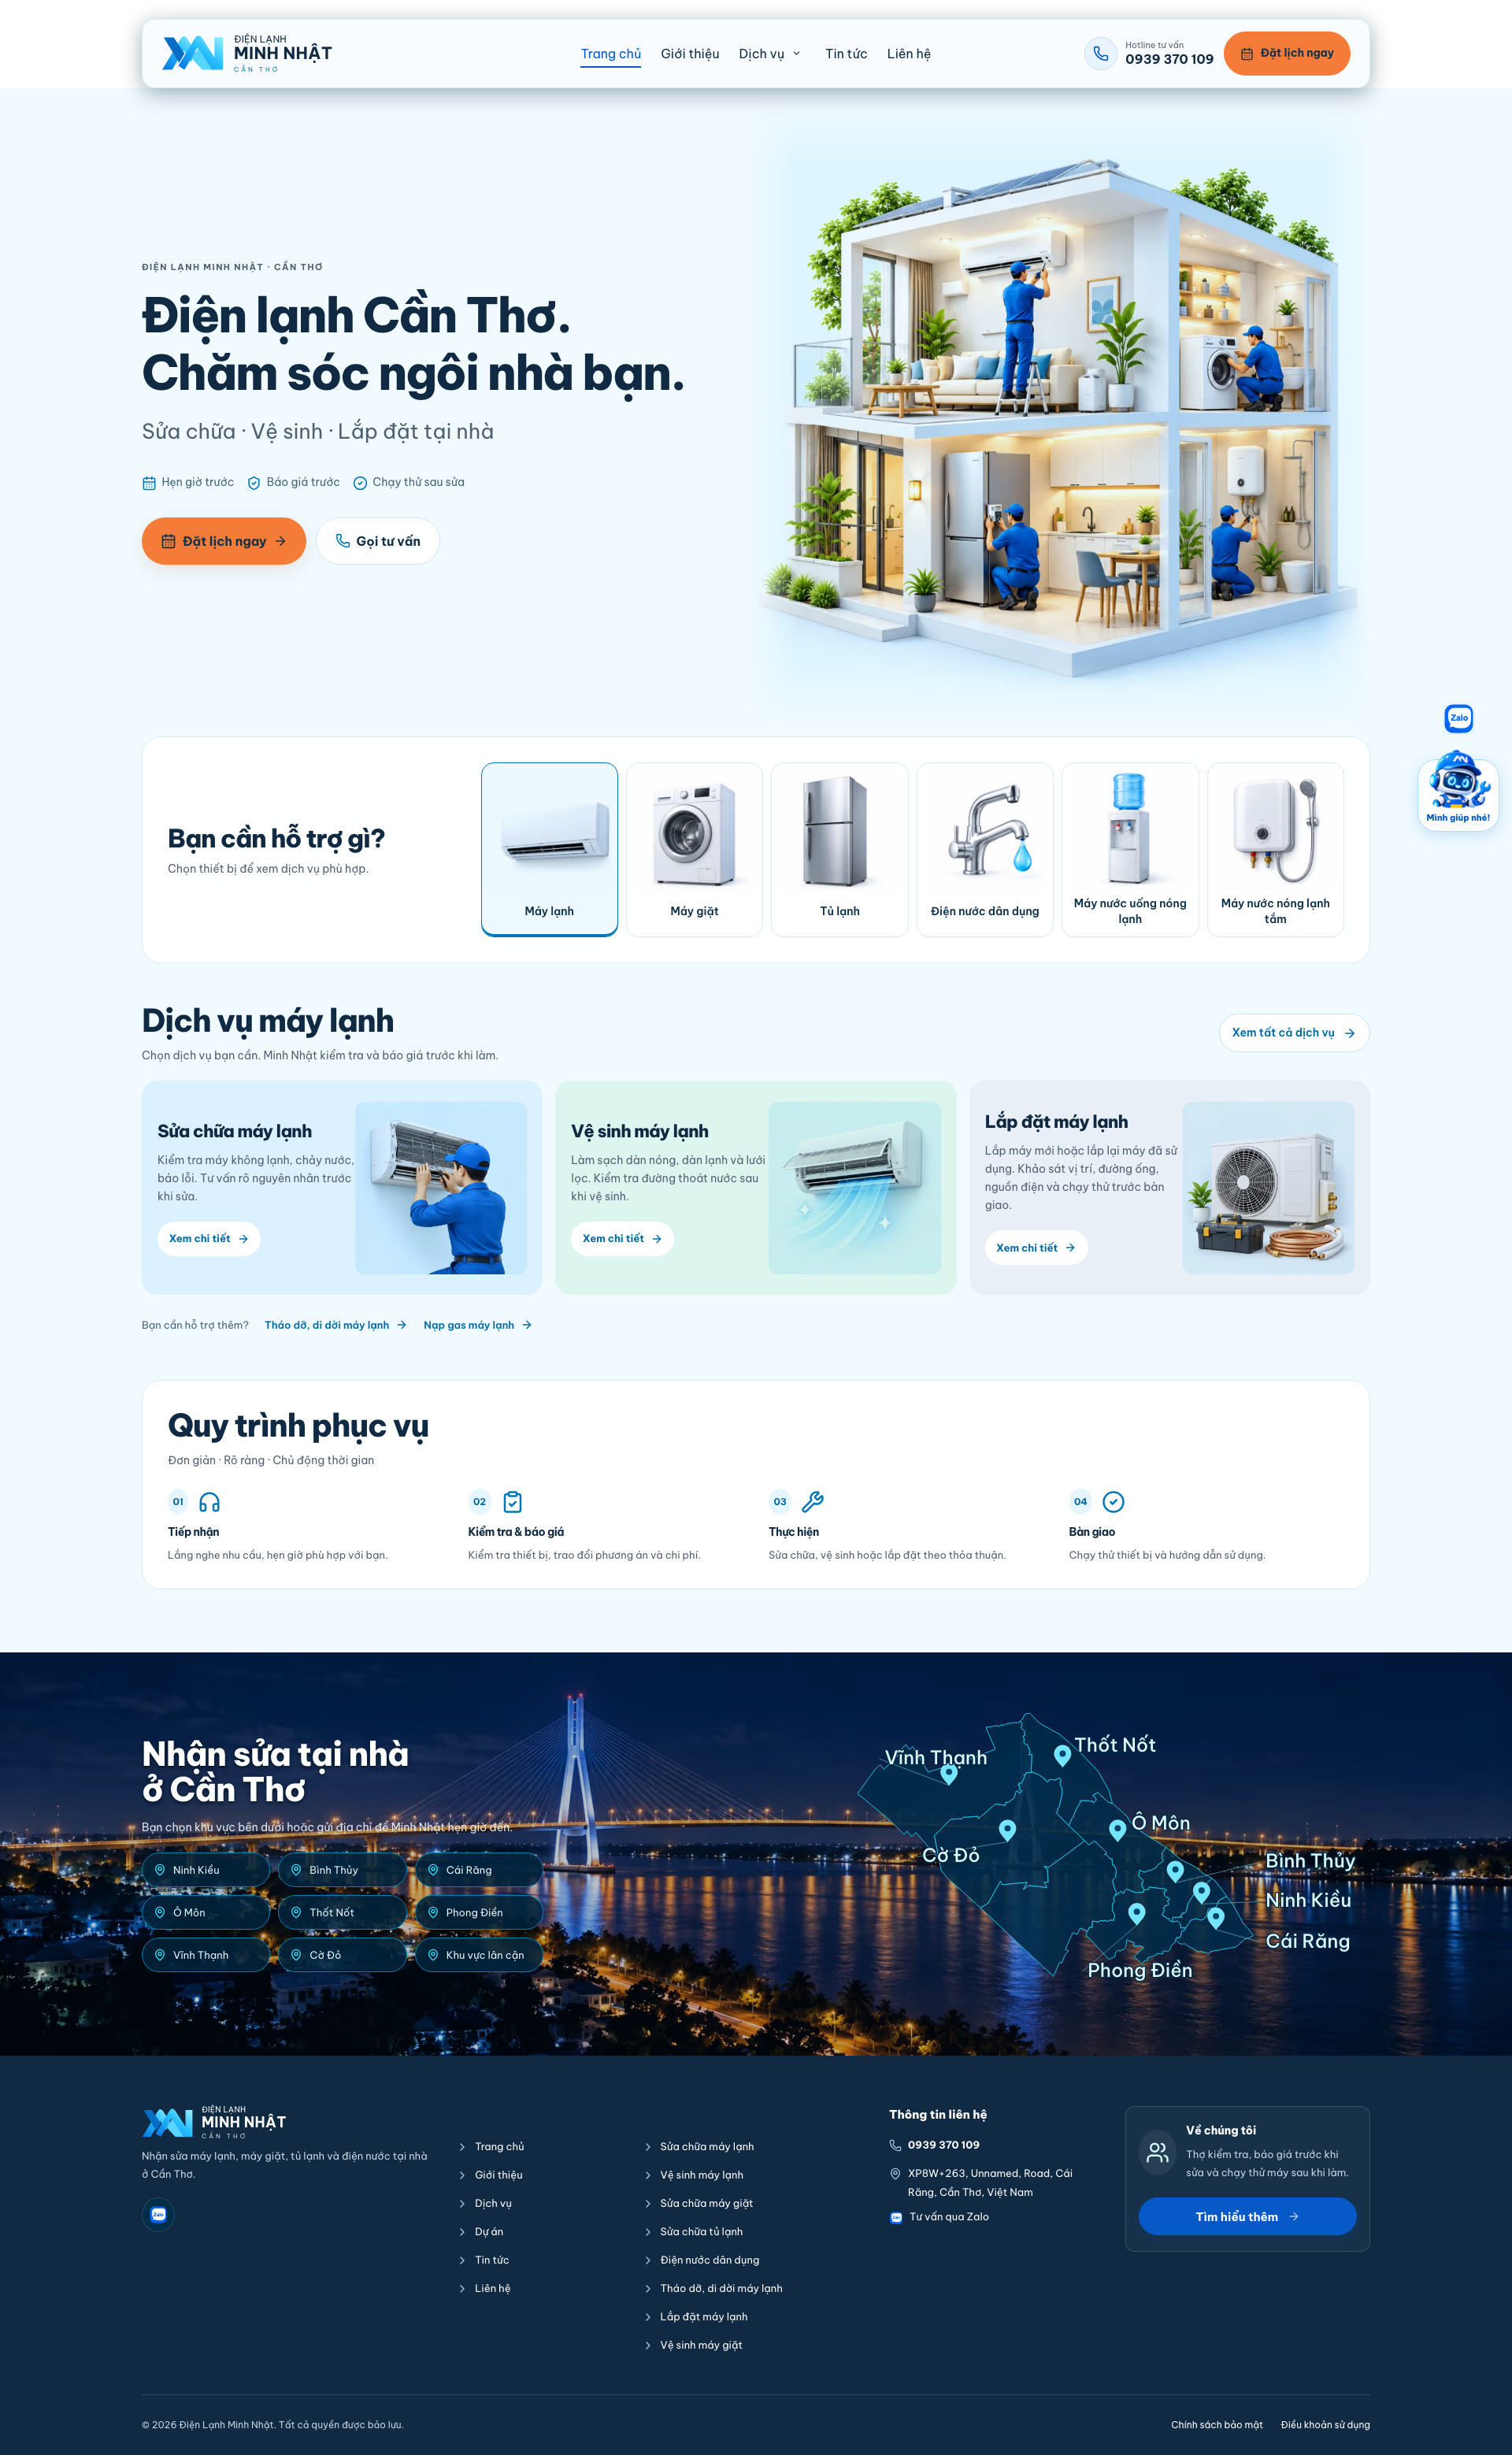 ĐIỆN LẠNH
MINH NHẬT
CẦN THƠ
Trang chủ
Giới thiệu
Dịch vụ
Tin tức
Liên hệ
Hotline tư vấn
0939 370 109
Đặt lịch ngay
ĐIỆN LẠNH MINH NHẬT · CẦN THƠ
Điện lạnh Cần Thơ.
Chăm sóc ngôi nhà bạn.
Sửa chữa · Vệ sinh · Lắp đặt tại nhà
Hẹn giờ trước
Báo giá trước
Chạy thử sau sửa
Đặt lịch ngay
Gọi tư vấn
Zalo
Mình giúp nhé!
Bạn cần hỗ trợ gì?
Chọn thiết bị để xem dịch vụ phù hợp.
Máy lạnh
Máy giặt
Tủ lạnh
Điện nước dân dụng
Máy nước uống nóng
lạnh
Máy nước nóng lạnh
tắm
Dịch vụ máy lạnh
Chọn dịch vụ bạn cần. Minh Nhật kiểm tra và báo giá trước khi làm.
Xem tất cả dịch vụ
Sửa chữa máy lạnh
Kiểm tra máy không lạnh, chảy nước,
báo lỗi. Tư vấn rõ nguyên nhân trước
khi sửa.
Xem chi tiết
Vệ sinh máy lạnh
Làm sạch dàn nóng, dàn lạnh và lưới
lọc. Kiểm tra đường thoát nước sau
khi vệ sinh.
Xem chi tiết
Lắp đặt máy lạnh
Lắp máy mới hoặc lắp lại máy đã sử
dụng. Khảo sát vị trí, đường ống,
nguồn điện và chạy thử trước bàn
giao.
Xem chi tiết
Bạn cần hỗ trợ thêm?
Tháo dỡ, di dời máy lạnh
Nạp gas máy lạnh
Quy trình phục vụ
Đơn giản · Rõ ràng · Chủ động thời gian
01
Tiếp nhận
Lắng nghe nhu cầu, hẹn giờ phù hợp với bạn.
02
Kiểm tra & báo giá
Kiểm tra thiết bị, trao đổi phương án và chi phí.
03
Thực hiện
Sửa chữa, vệ sinh hoặc lắp đặt theo thỏa thuận.
04
Bàn giao
Chạy thử thiết bị và hướng dẫn sử dụng.
Nhận sửa tại nhà
ở Cần Thơ
Bạn chọn khu vực bên dưới hoặc gửi địa chỉ để Minh Nhật hẹn giờ đến.
Ninh Kiều
Bình Thủy
Cái Răng
Ô Môn
Thốt Nốt
Phong Điền
Vĩnh Thạnh
Cờ Đỏ
Khu vực lân cận
Vĩnh Thạnh
Thốt Nốt
Ô Môn
Cờ Đỏ
Bình Thủy
Ninh Kiều
Cái Răng
Phong Điền
ĐIỆN LẠNH
MINH NHẬT
CẦN THƠ
Nhận sửa máy lạnh, máy giặt, tủ lạnh và điện nước tại nhà
ở Cần Thơ.
Zalo
Trang chủ
Giới thiệu
Dịch vụ
Dự án
Tin tức
Liên hệ
Sửa chữa máy lạnh
Vệ sinh máy lạnh
Sửa chữa máy giặt
Sửa chữa tủ lạnh
Điện nước dân dụng
Tháo dỡ, di dời máy lạnh
Lắp đặt máy lạnh
Vệ sinh máy giặt
Thông tin liên hệ
0939 370 109
XP8W+263, Unnamed, Road, Cái
Răng, Cần Thơ, Việt Nam
Tư vấn qua Zalo
Về chúng tôi
Thợ kiểm tra, báo giá trước khi
sửa và chạy thử máy sau khi làm.
Tìm hiểu thêm
© 2026 Điện Lạnh Minh Nhật. Tất cả quyền được bảo lưu.
Chính sách bảo mật
Điều khoản sử dụng